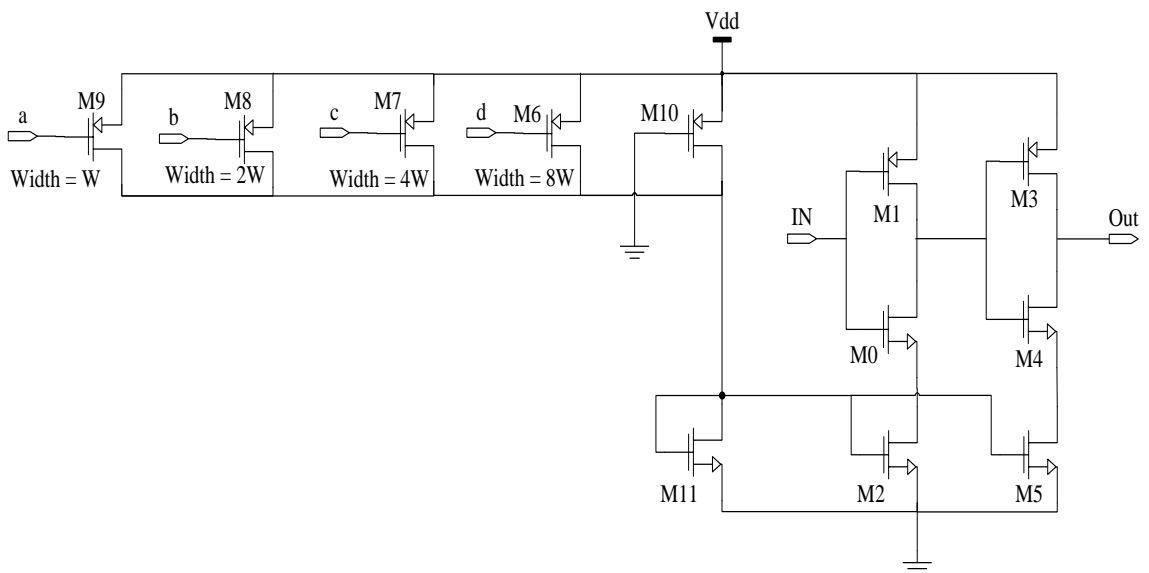 Vdd
a
M9
b
M8
c
M7
d
M6
M10
Width = W
Width = 2W
Width = 4W
Width = 8W
IN
M1
M3
Out
M0
M4
M11
M2
M5